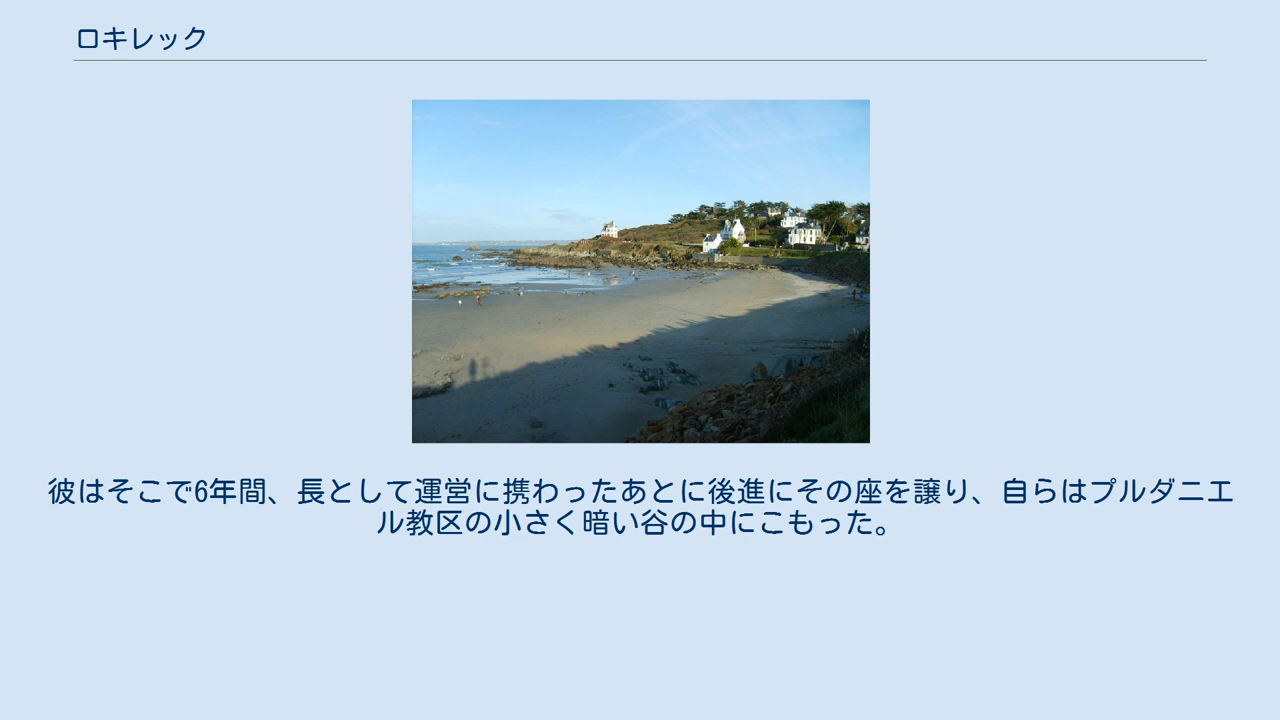 ロキレック
彼はそこで6年間、長として運営に携わったあとに後進にその座を譲り、自らはプルダニエ
ル教区の小さく暗い谷の中にこもった。